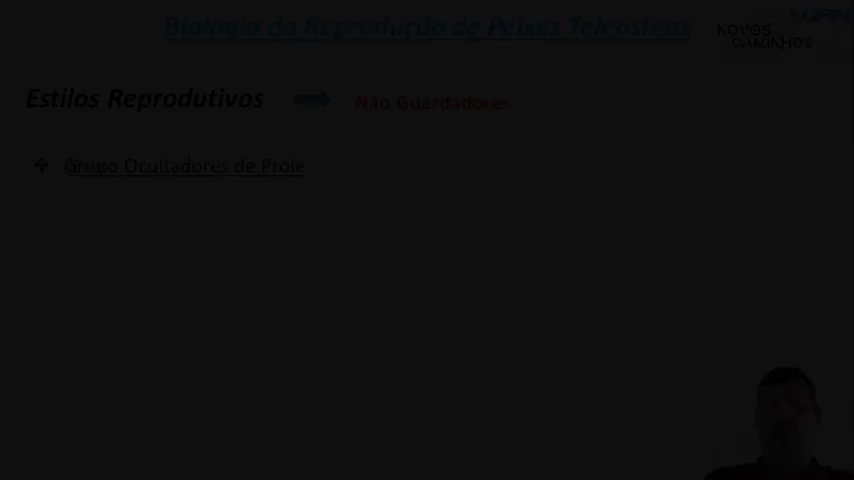 Biologia da Reprodução de Peixes Teleósteos
NOVOS
CAMINHOS
Estilos Reprodutivos
Não Guardadores
Grupo Ocultadores de Prole